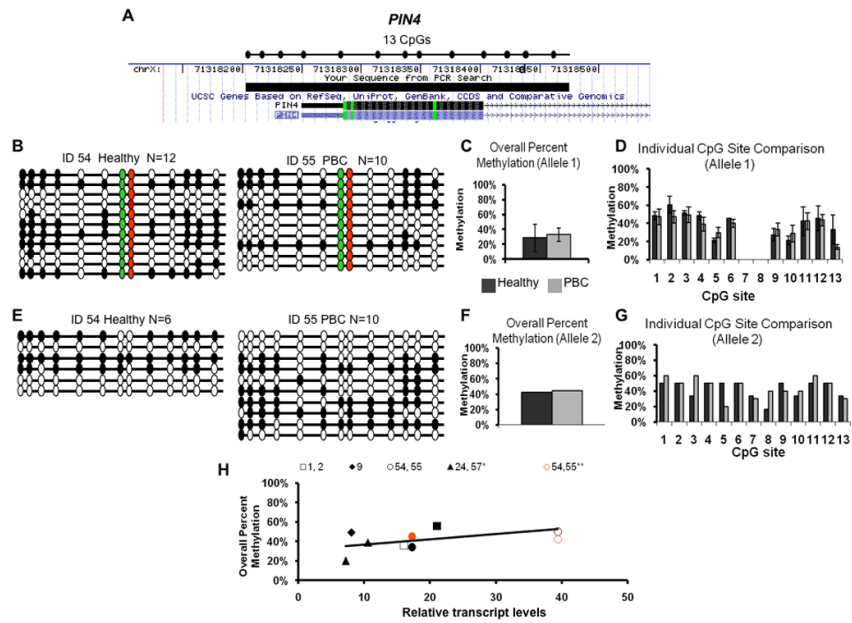 A
PIN4
13 CpGs
chrX: 71318200 71318250 71318300 71318350 71318400 71318500
Your Sequence from PCR Search
UCSC Genes Based on RefSeq, UniProt, GenBank, CCDS and Comparative Genomics
PIN4
B
ID 54 Healthy N=12
ID 55 PBC N=10
C
Overall Percent
Methylation (Allele 1)
Methylation
100%
80%
60%
40%
20%
0%
Healthy PBC
D
Individual CpG Site Comparison
(Allele 1)
Methylation
100%
80%
60%
40%
20%
0%
1 2 3 4 5 6 7 8 9 10 11 12 13
CpG site
E
ID 54 Healthy N=6
ID 55 PBC N=10
F
Overall Percent
Methylation (Allele 2)
Methylation
100%
80%
60%
40%
20%
0%
G
Individual CpG Site Comparison
(Allele 2)
Methylation
100%
80%
60%
40%
20%
0%
1 2 3 4 5 6 7 8 9 10 11 12 13
CpG site
H
1, 2 9 54, 55 24, 57* 54,55**
Overall Percent
Methylation
100%
80%
60%
40%
20%
0%
0 10 20 30 40 50
Relative transcript levels